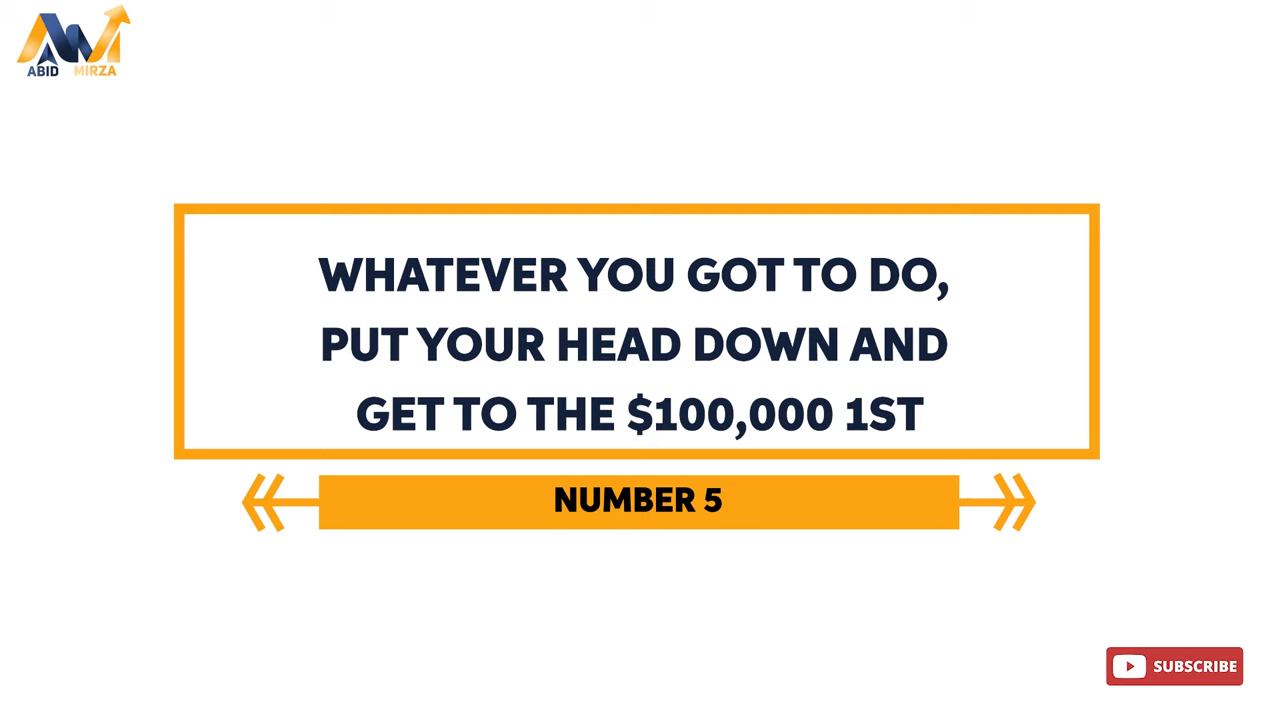 ABID MIRZA
WHATEVER YOU GOT TO DO,
PUT YOUR HEAD DOWN AND
GET TO THE $100,000 1ST
NUMBER 5
SUBSCRIBE